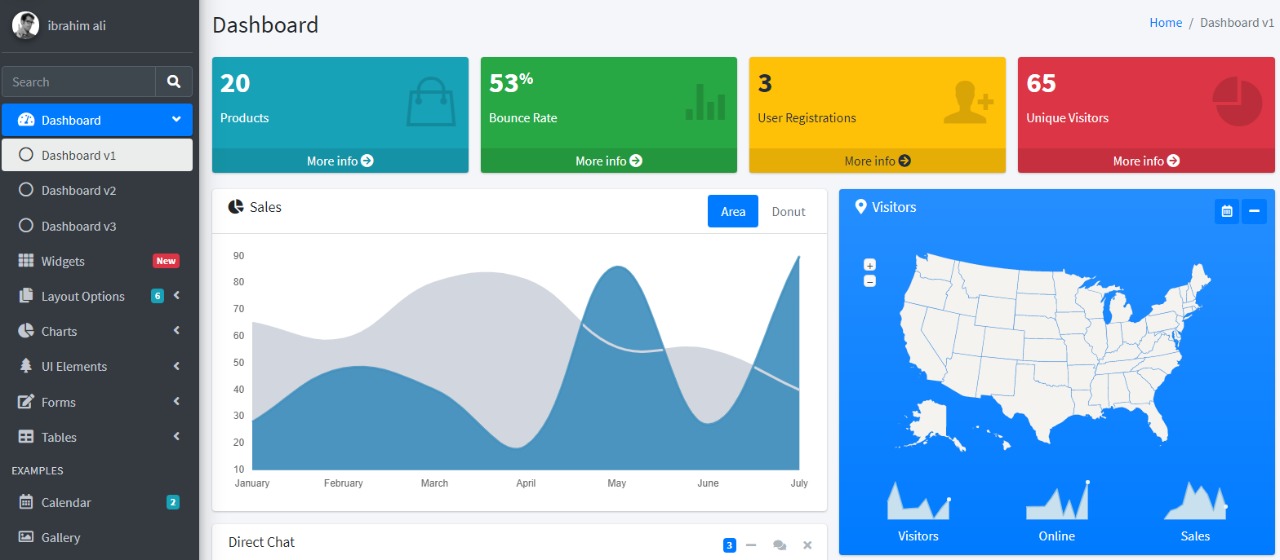 ibrahim ali
Search
Dashboard
Dashboard v1
Dashboard v2
Dashboard v3
Widgets New
Layout Options 6
Charts
UI Elements
Forms
Tables
EXAMPLES
Calendar 2
Gallery
Dashboard
Home / Dashboard v1
20
Products
More info
53%
Bounce Rate
More info
3
User Registrations
More info
65
Unique Visitors
More info
Sales
Area Donut
90
80
70
60
50
40
30
20
10
January February March April May June July
Direct Chat 3
Visitors
+
−
Visitors Online Sales